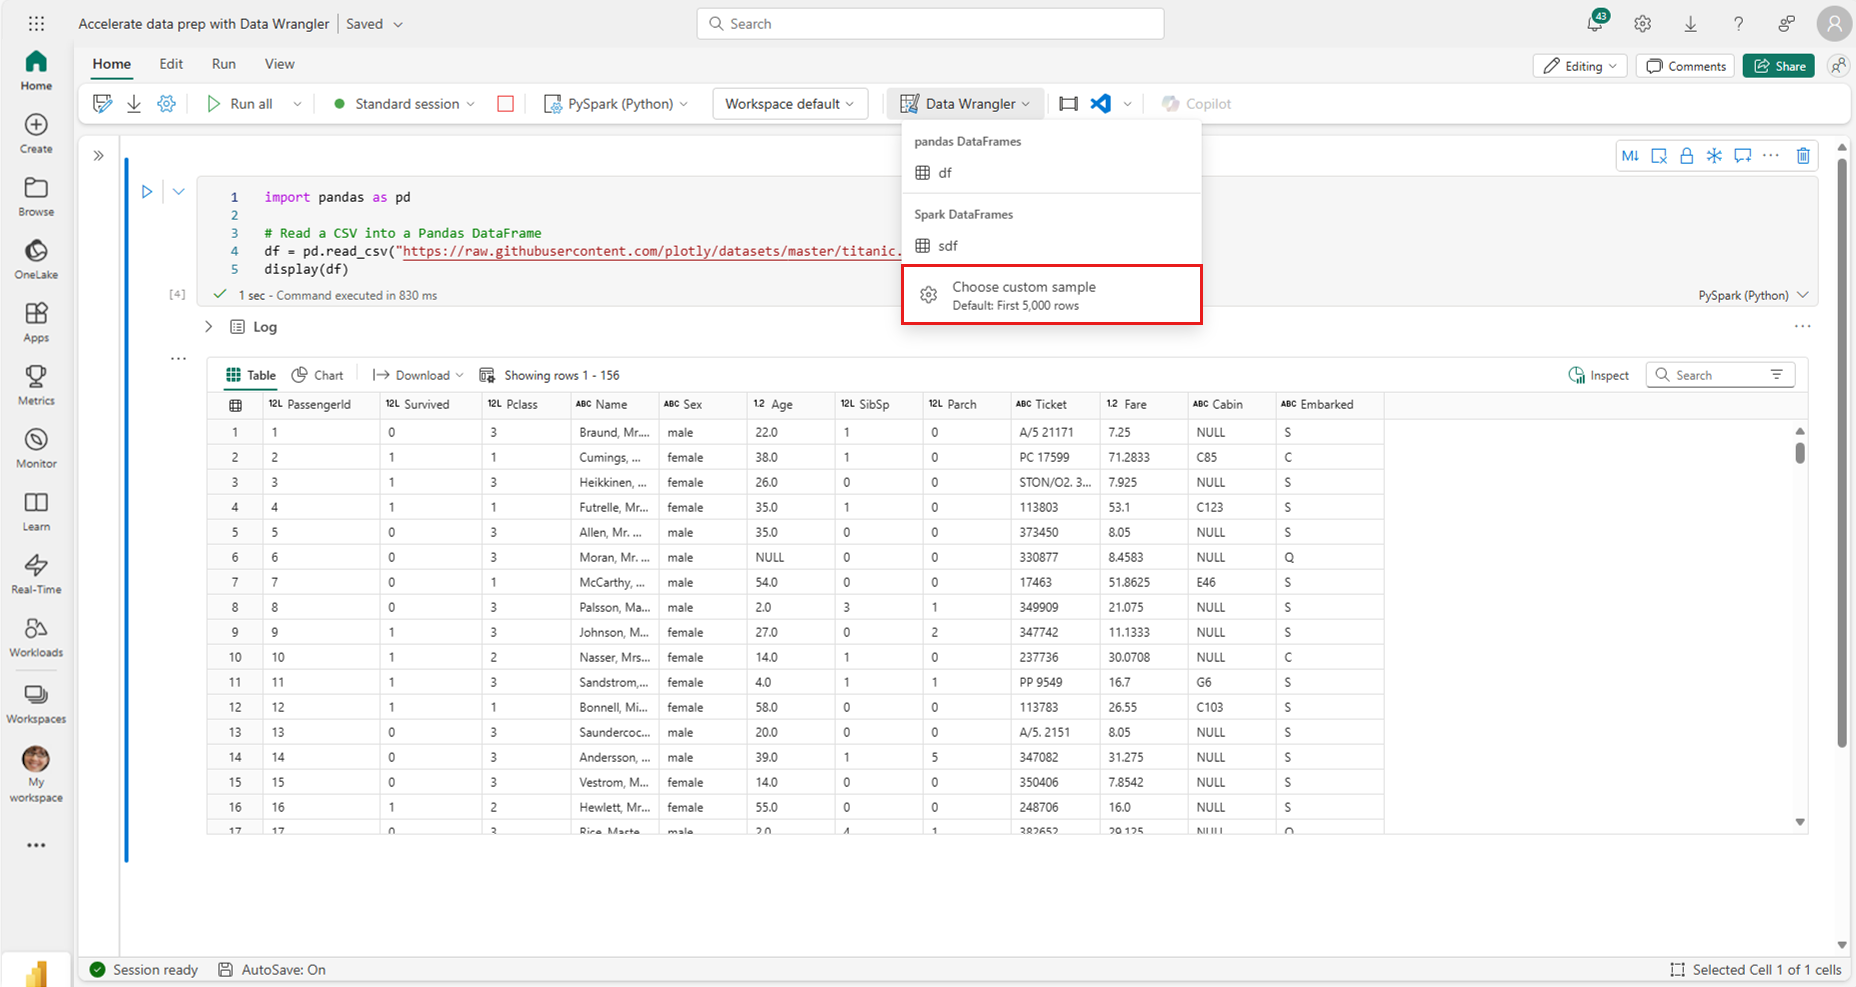 Accelerate data prep with Data Wrangler Saved
Search
43
Home Edit Run View
Editing Comments Share
Run all Standard session PySpark (Python) Workspace default Data Wrangler Copilot
Home
Create
Browse
OneLake
Apps
Metrics
Monitor
Learn
Real-Time
Workloads
Workspaces
My
workspace
pandas DataFrames
df
Spark DataFrames
sdf
Choose custom sample
Default: First 5,000 rows
M↓
1 import pandas as pd
2
3 # Read a CSV into a Pandas DataFrame
4 df = pd.read_csv("https://raw.githubusercontent.com/plotly/datasets/master/titanic.
5 display(df)
[4] 1 sec - Command executed in 830 ms PySpark (Python)
Log
Table Chart Download Showing rows 1 - 156 Inspect Search
12L PassengerId 12L Survived 12L Pclass ABC Name ABC Sex 1.2 Age 12L SibSp 12L Parch ABC Ticket 1.2 Fare ABC Cabin ABC Embarked
1 1 0 3 Braund, Mr.... male 22.0 1 0 A/5 21171 7.25 NULL S
2 2 1 1 Cumings, ... female 38.0 1 0 PC 17599 71.2833 C85 C
3 3 1 3 Heikkinen, ... female 26.0 0 0 STON/O2. 3... 7.925 NULL S
4 4 1 1 Futrelle, Mr... female 35.0 1 0 113803 53.1 C123 S
5 5 0 3 Allen, Mr. ... male 35.0 0 0 373450 8.05 NULL S
6 6 0 3 Moran, Mr. ... male NULL 0 0 330877 8.4583 NULL Q
7 7 0 1 McCarthy, ... male 54.0 0 0 17463 51.8625 E46 S
8 8 0 3 Palsson, Ma... male 2.0 3 1 349909 21.075 NULL S
9 9 1 3 Johnson, M... female 27.0 0 2 347742 11.1333 NULL S
10 10 1 2 Nasser, Mrs... female 14.0 1 0 237736 30.0708 NULL C
11 11 1 3 Sandstrom,... female 4.0 1 1 PP 9549 16.7 G6 S
12 12 1 1 Bonnell, Mi... female 58.0 0 0 113783 26.55 C103 S
13 13 0 3 Saundercoc... male 20.0 0 0 A/5. 2151 8.05 NULL S
14 14 0 3 Andersson, ... male 39.0 1 5 347082 31.275 NULL S
15 15 0 3 Vestrom, M... female 14.0 0 0 350406 7.8542 NULL S
16 16 1 2 Hewlett, Mr... female 55.0 0 0 248706 16.0 NULL S
17 17 0 3 Rice, Maste... male 2.0 4 1 382652 29.125 NULL Q
Session ready AutoSave: On Selected Cell 1 of 1 cells